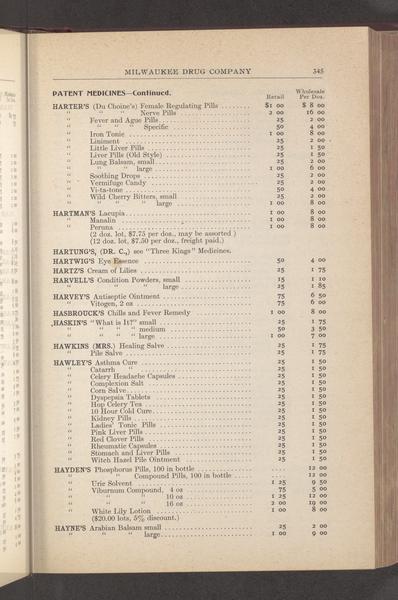 MILWAUKEE DRUG COMPANY 345
PATENT MEDICINES—Continued. Retail Wholesale Per Doz.
HARTER'S (Du Choine's) Female Regulating Pills ........ $1 00 $ 8 00
" " " Nerve Pills .......... 2 00 16 00
" Fever and Ague Pills .......... 25 2 00
" " " " Specific .......... 50 4 00
" Iron Tonic .......... 1 00 8 00
" Liniment .......... 25 2 00
" Little Liver Pills .......... 25 1 50
" Liver Pills (Old Style) .......... 25 1 50
" Lung Balsam, small .......... 25 2 00
" " " large .......... 1 00 6 00
" Soothing Drops .......... 25 2 00
" Vermifuge Candy .......... 25 2 00
" Vi-ta-tone .......... 50 4 00
" Wild Cherry Bitters, small .......... 25 2 00
" " " " large .......... 1 00 8 00
HARTMAN'S Lacupia .......... 1 00 8 00
" Manalin .......... 1 00 8 00
" Peruna .......... 1 00 8 00
(2 doz. lot, $7.75 per doz., may be assorted)
(12 doz. lot, $7.50 per doz., freight paid.)
HARTUNG'S, (DR. C.,) see "Three Kings" Medicines.
HARTWIG'S Eye Essence .......... 50 4 00
HARTZ'S Cream of Lilies .......... 25 1 75
HARVELL'S Condition Powders, small .......... 15 1 10
" " " large .......... 25 1 85
HARVEY'S Antiseptic Ointment .......... 75 6 50
" Vitogen, 2 oz .......... 75 6 00
HASBROUCK'S Chills and Fever Remedy 1 00 8 00
HASKIN'S "What is It?" small .......... 25 1 75
" " " " medium .......... 50 3 50
" " " " large .......... 1 00 7 00
HAWKINS (MRS.) Healing Salve .......... 25 1 75
" Pile Salve .......... 25 1 75
HAWLEY'S Asthma Cure .......... 25 1 50
" Catarrh " .......... 25 1 50
" Celery Headache Capsules .......... 25 1 50
" Complexion Salt .......... 25 1 50
" Corn Salve .......... 25 1 50
" Dyspepsia Tablets .......... 25 1 50
" Hop Celery Tea .......... 25 1 50
" 10 Hour Cold Cure .......... 25 1 50
" Kidney Pills .......... 25 1 50
" Ladies' Tonic Pills .......... 25 1 50
" Pink Liver Pills .......... 25 1 50
" Red Clover Pills .......... 25 1 50
" Rheumatic Capsules .......... 25 1 50
" Stomach and Liver Pills .......... 25 1 50
" Witch Hazel Pile Ointment .......... 25 1 50
HAYDEN'S Phosphorus Pills, 100 in bottle .......... .... 12 00
" " Compound Pills, 100 in bottle .... .... 12 00
" Uric Solvent .......... 1 25 9 50
" Viburnum Compound, 4 oz .......... 75 5 00
" " " 10 oz .......... 1 25 12 00
" " " 16 oz .......... 2 00 19 00
" White Lily Lotion .......... 1 00 8 00
($20.00 lots, 5% discount.)
HAYNE'S Arabian Balsam small .......... 25 2 00
" " " large .......... 1 00 9 00